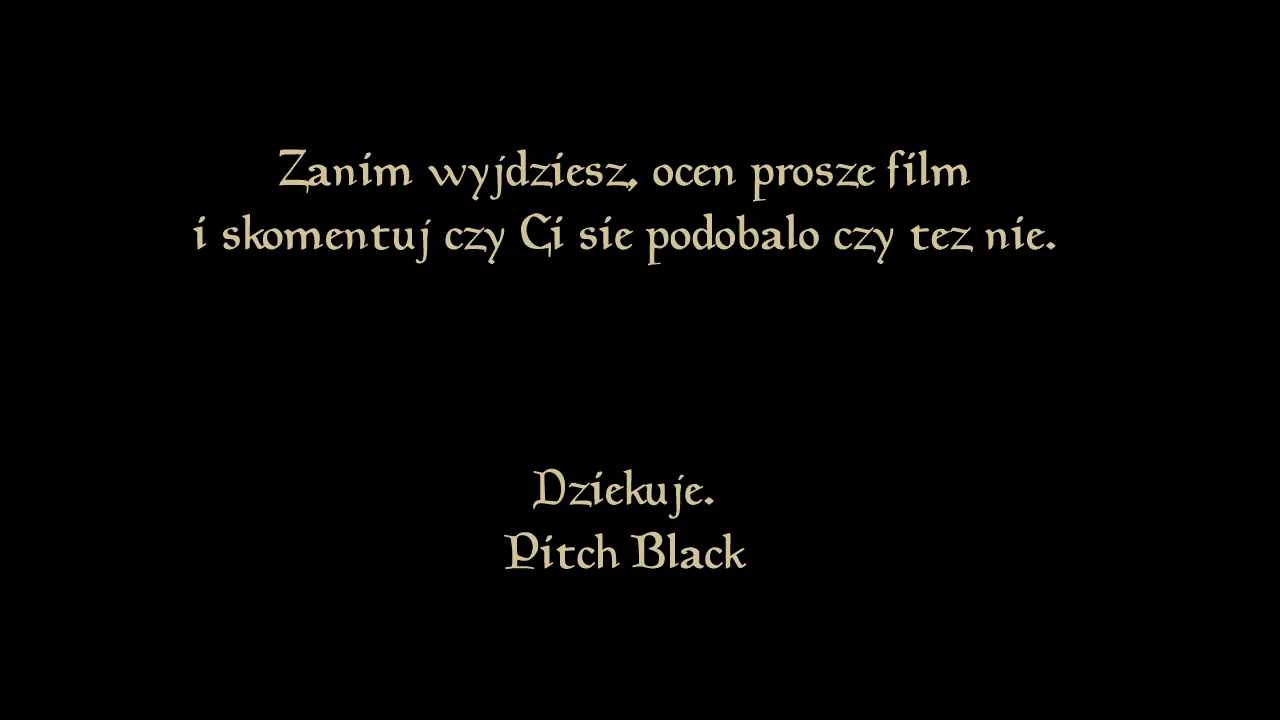 Zanim wyjdziesz, ocen prosze film
i skomentuj czy Ci sie podobalo czy tez nie.
Dziekuje.
Pitch Black